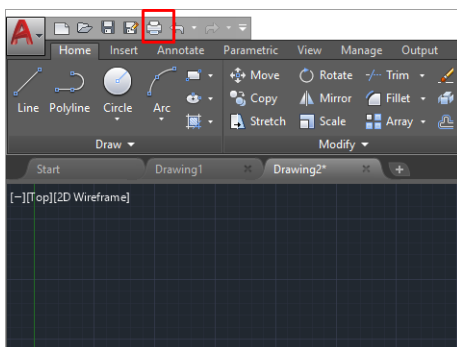 A
Home Insert Annotate Parametric View Manage Output
Line Polyline Circle Arc
Move Rotate Trim
Copy Mirror Fillet
Stretch Scale Array
Draw Modify
Start Drawing1 Drawing2* +
[−][Top][2D Wireframe]